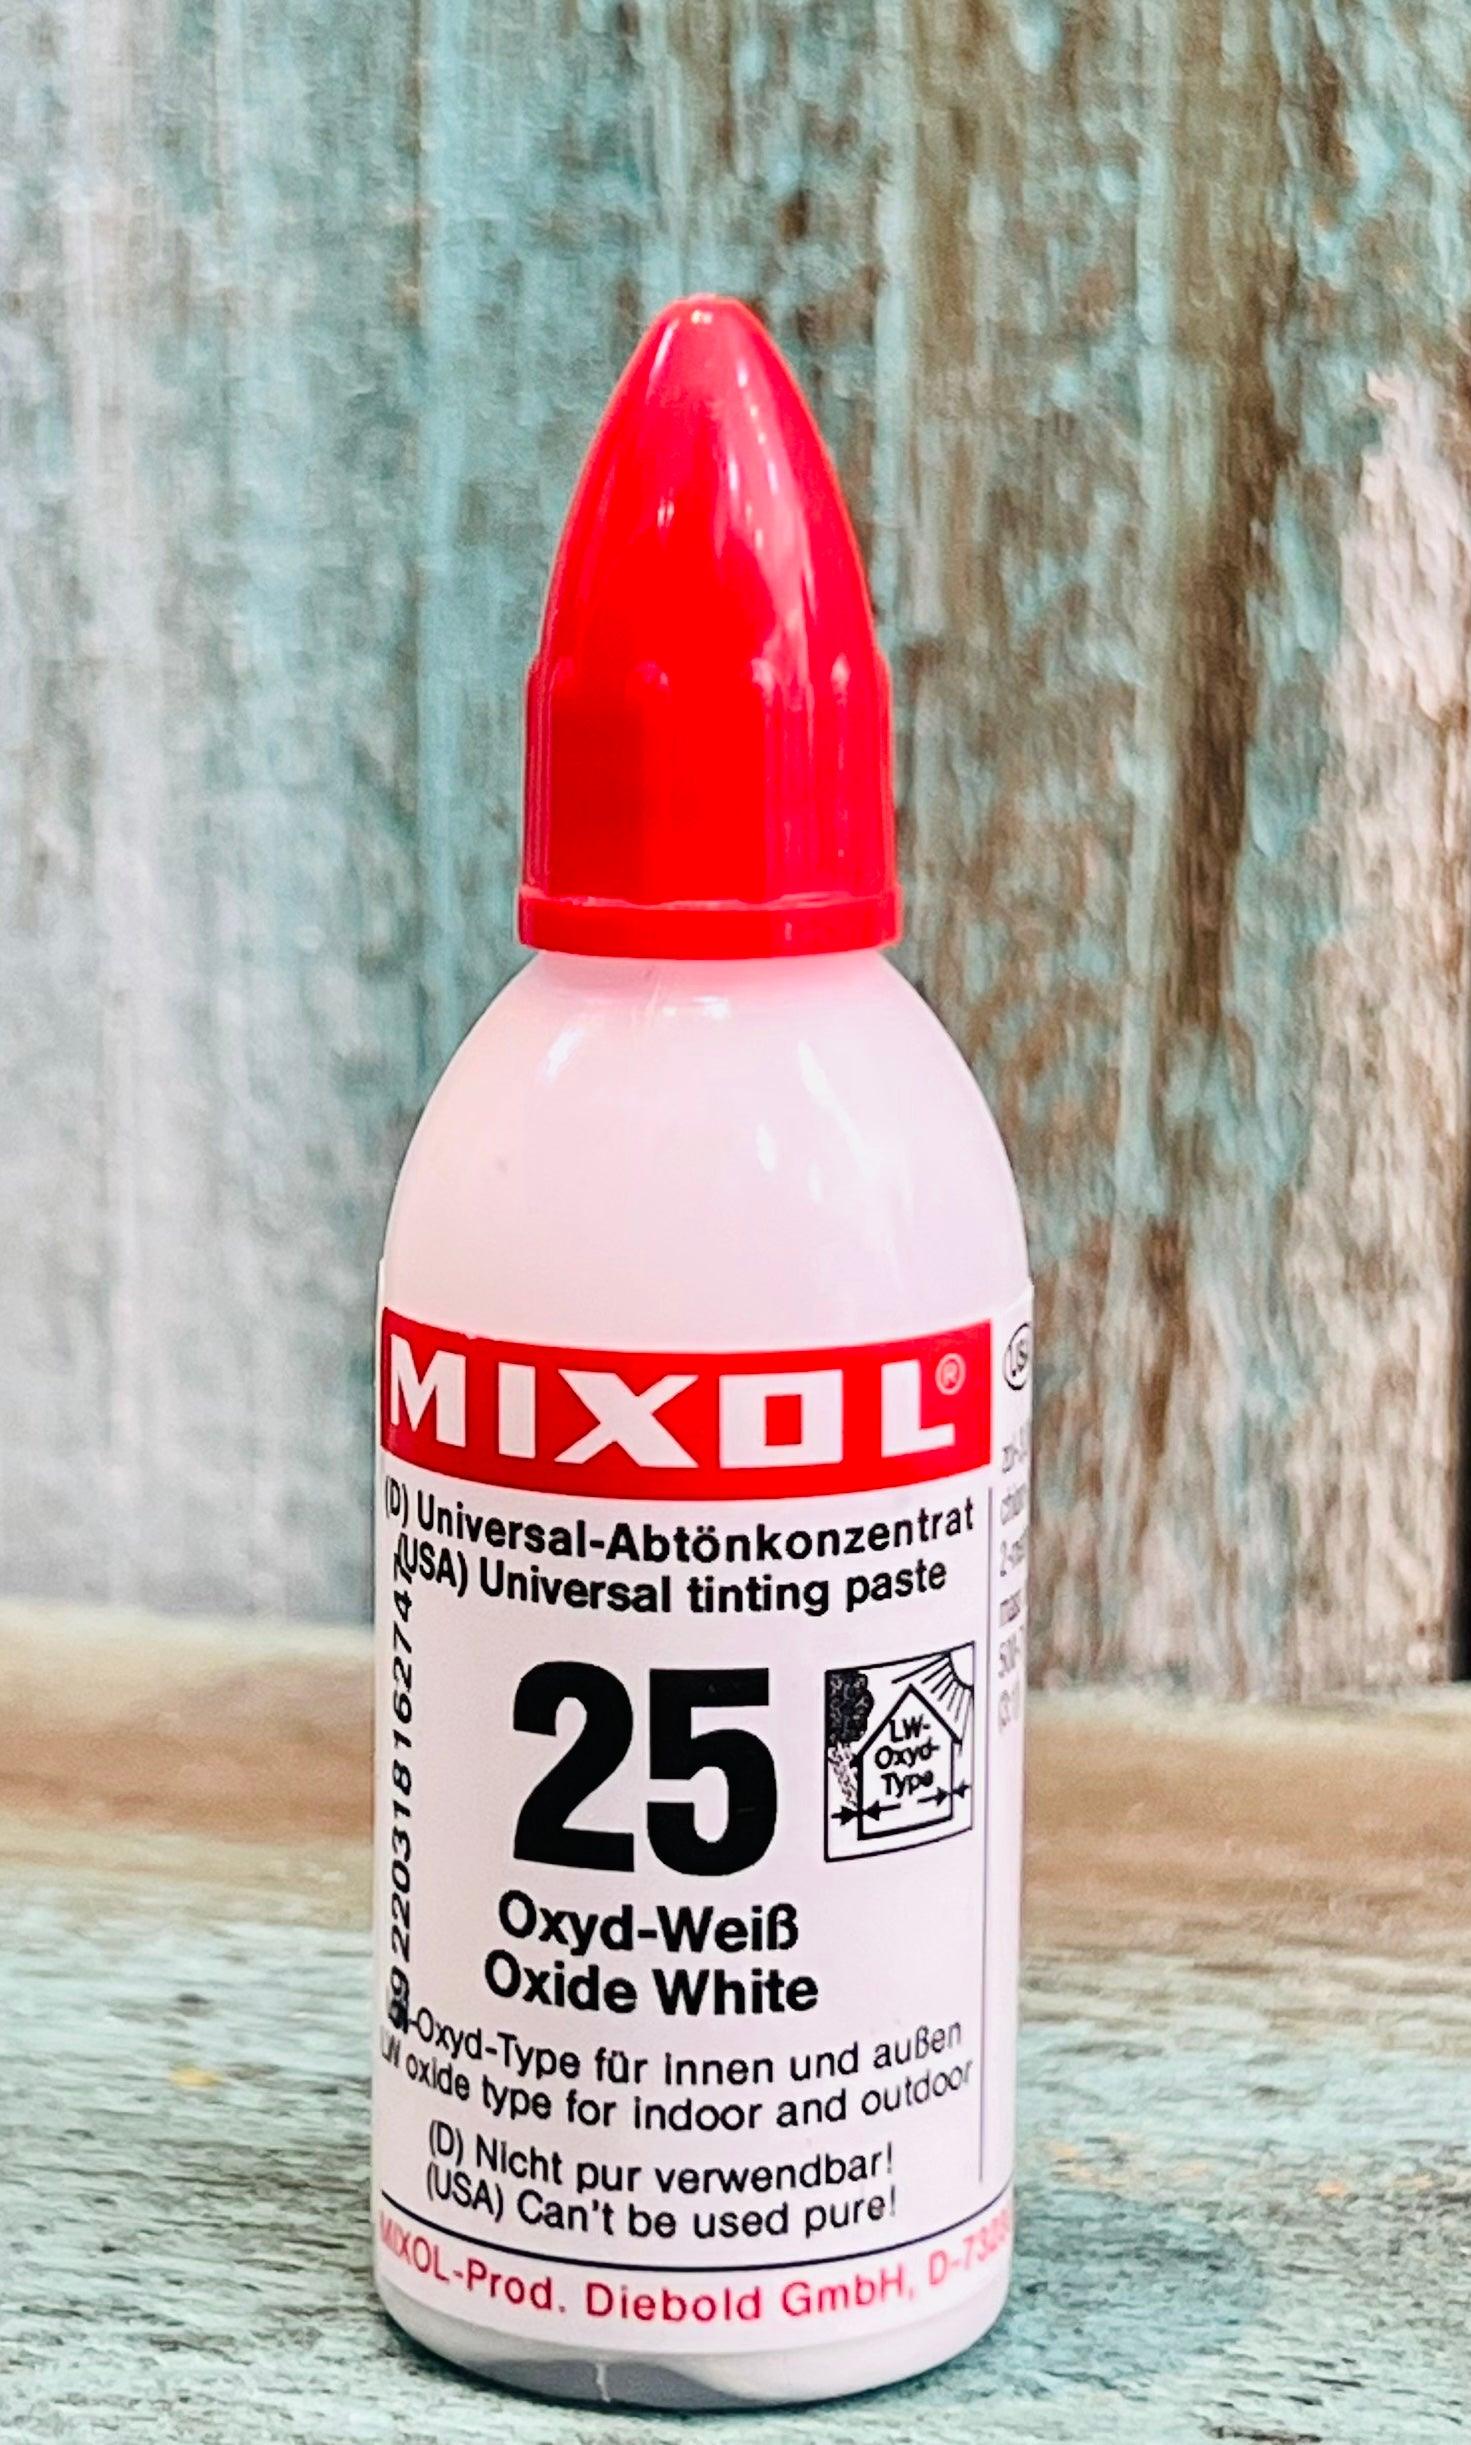 MIXOL®
(D) Universal-Abtönkonzentrat
(USA) Universal tinting paste
25
LW-
Oxyd-
Type
Oxyd-Weiß
Oxide White
-Oxyd-Type für innen und außen
LW oxide type for indoor and outdoor
(D) Nicht pur verwendbar!
(USA) Can't be used pure!
MIXOL-Prod. Diebold GmbH,